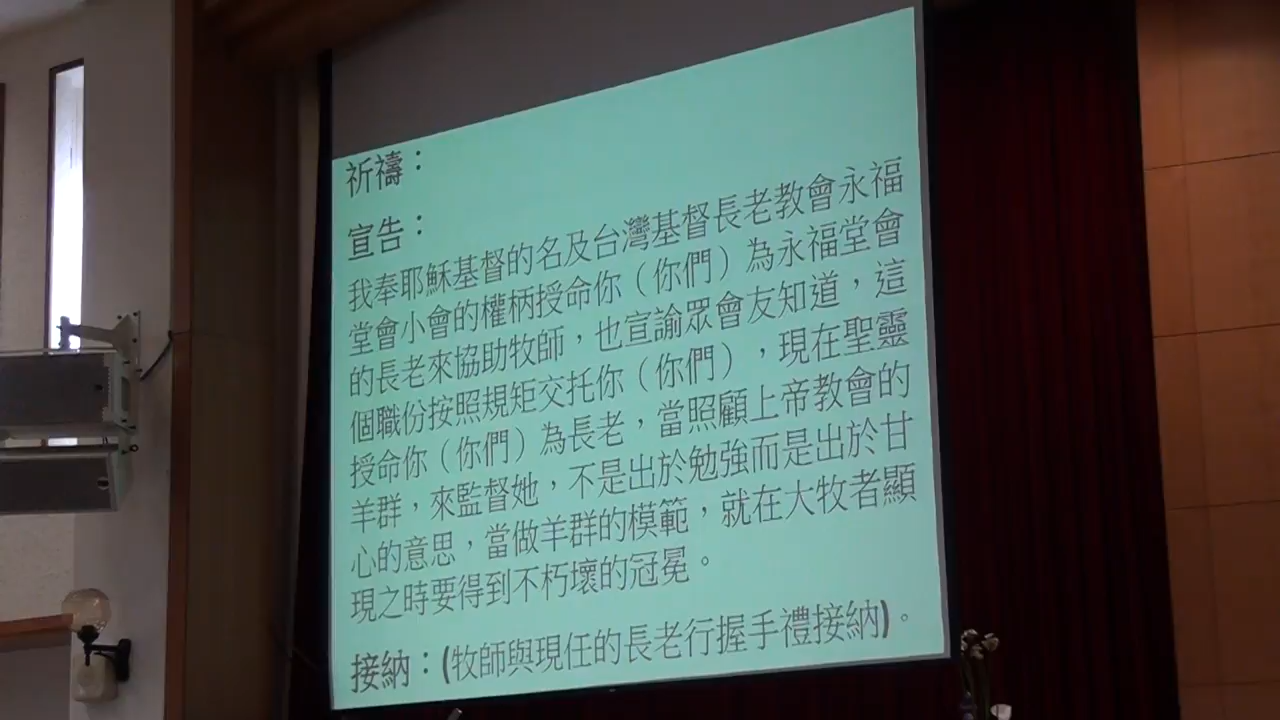 祈禱：
宣告：
我奉耶穌基督的名及台灣基督長老教會永福
堂會小會的權柄授命你（你們）為永福堂會
的長老來協助牧師，也宣諭眾會友知道，這
個職份按照規矩交托你（你們），現在聖靈
授命你（你們）為長老，當照顧上帝教會的
羊群，來監督她，不是出於勉強而是出於甘
心的意思，當做羊群的模範，就在大牧者顯
現之時要得到不朽壞的冠冕。
接納：(牧師與現任的長老行握手禮接納)。